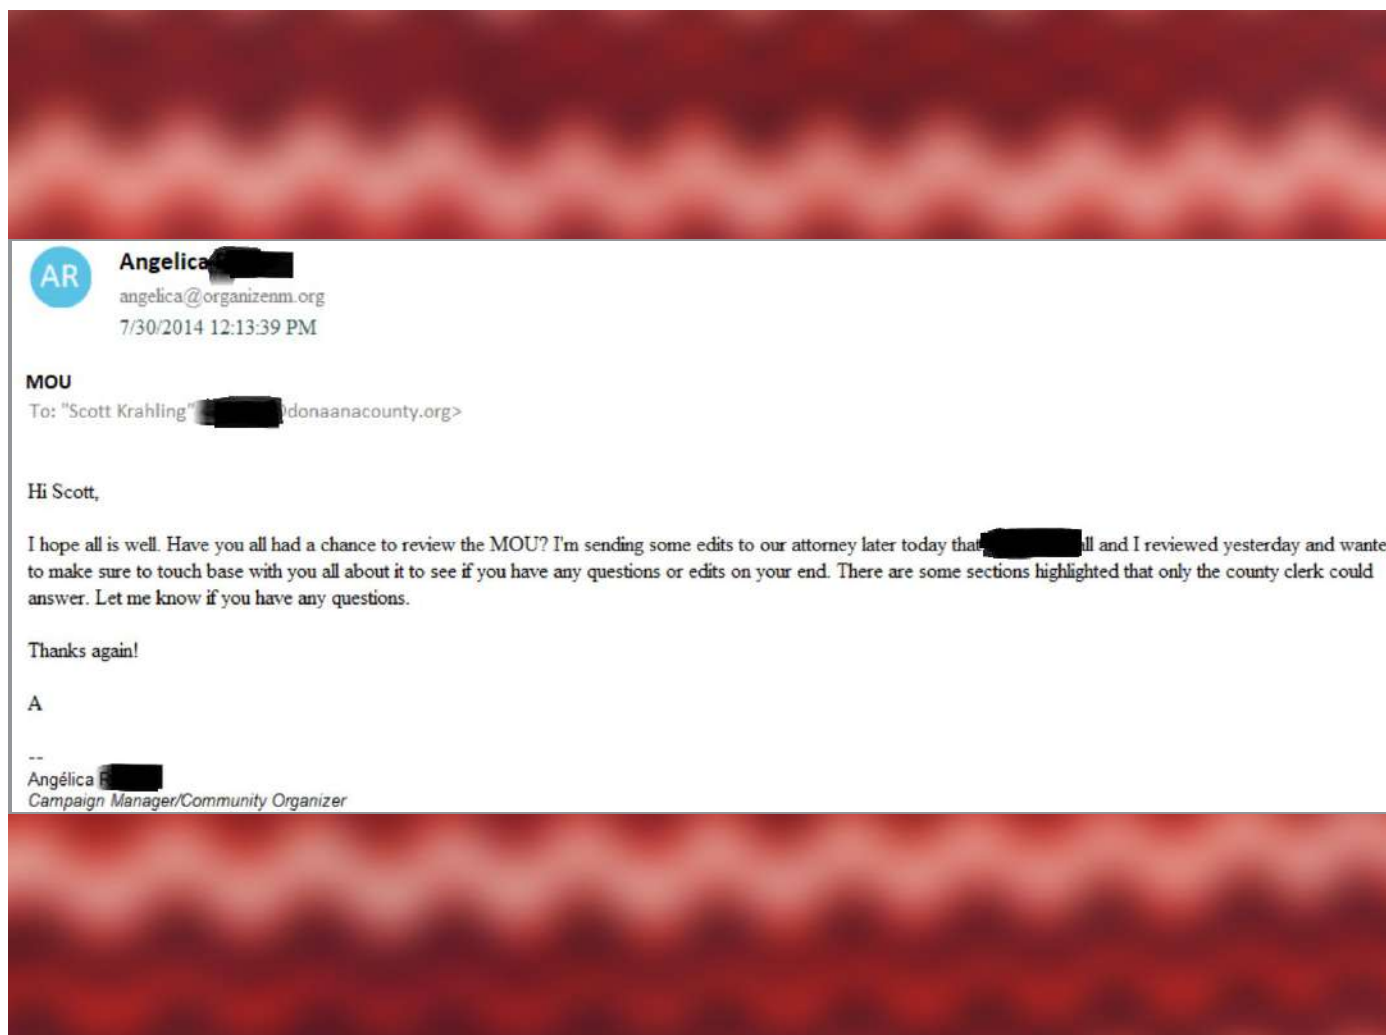 AR
Angelica
angelica@organizenm.org
7/30/2014 12:13:39 PM
MOU
To: "Scott Krahling" donaanacounty.org>
Hi Scott,
I hope all is well. Have you all had a chance to review the MOU? I'm sending some edits to our attorney later today that and I reviewed yesterday and wante
to make sure to touch base with you all about it to see if you have any questions or edits on your end. There are some sections highlighted that only the county clerk could
answer. Let me know if you have any questions.
Thanks again!
A
--
Angélica
Campaign Manager/Community Organizer